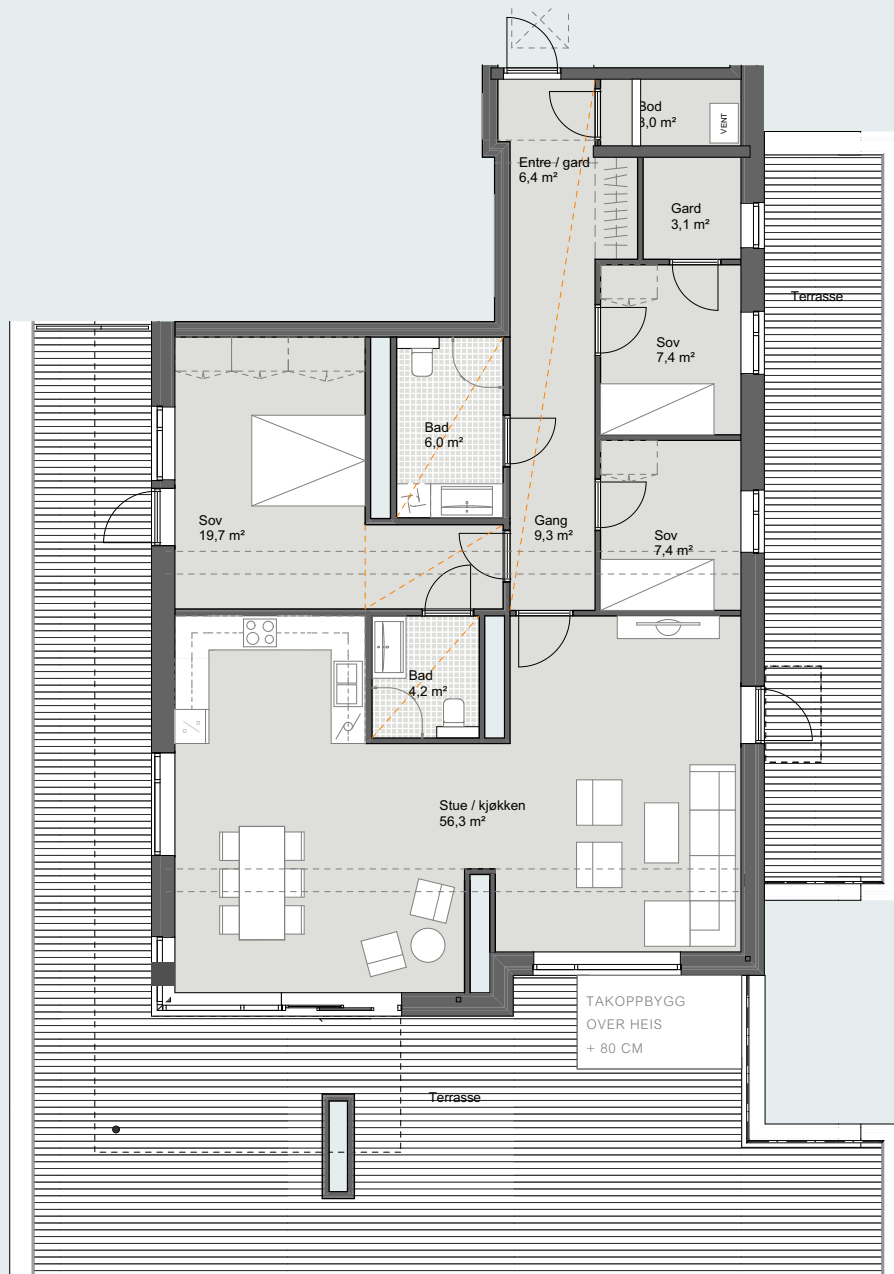 Bod
3,0 m²
VENT
Entre / gard
6,4 m²
Gard
3,1 m²
Terrasse
Sov
7,4 m²
Bad
6,0 m²
Sov
19,7 m²
Gang
9,3 m²
Sov
7,4 m²
Bad
4,2 m²
Stue / kjøkken
56,3 m²
TAKOPPBYGG
OVER HEIS
+ 80 CM
Terrasse